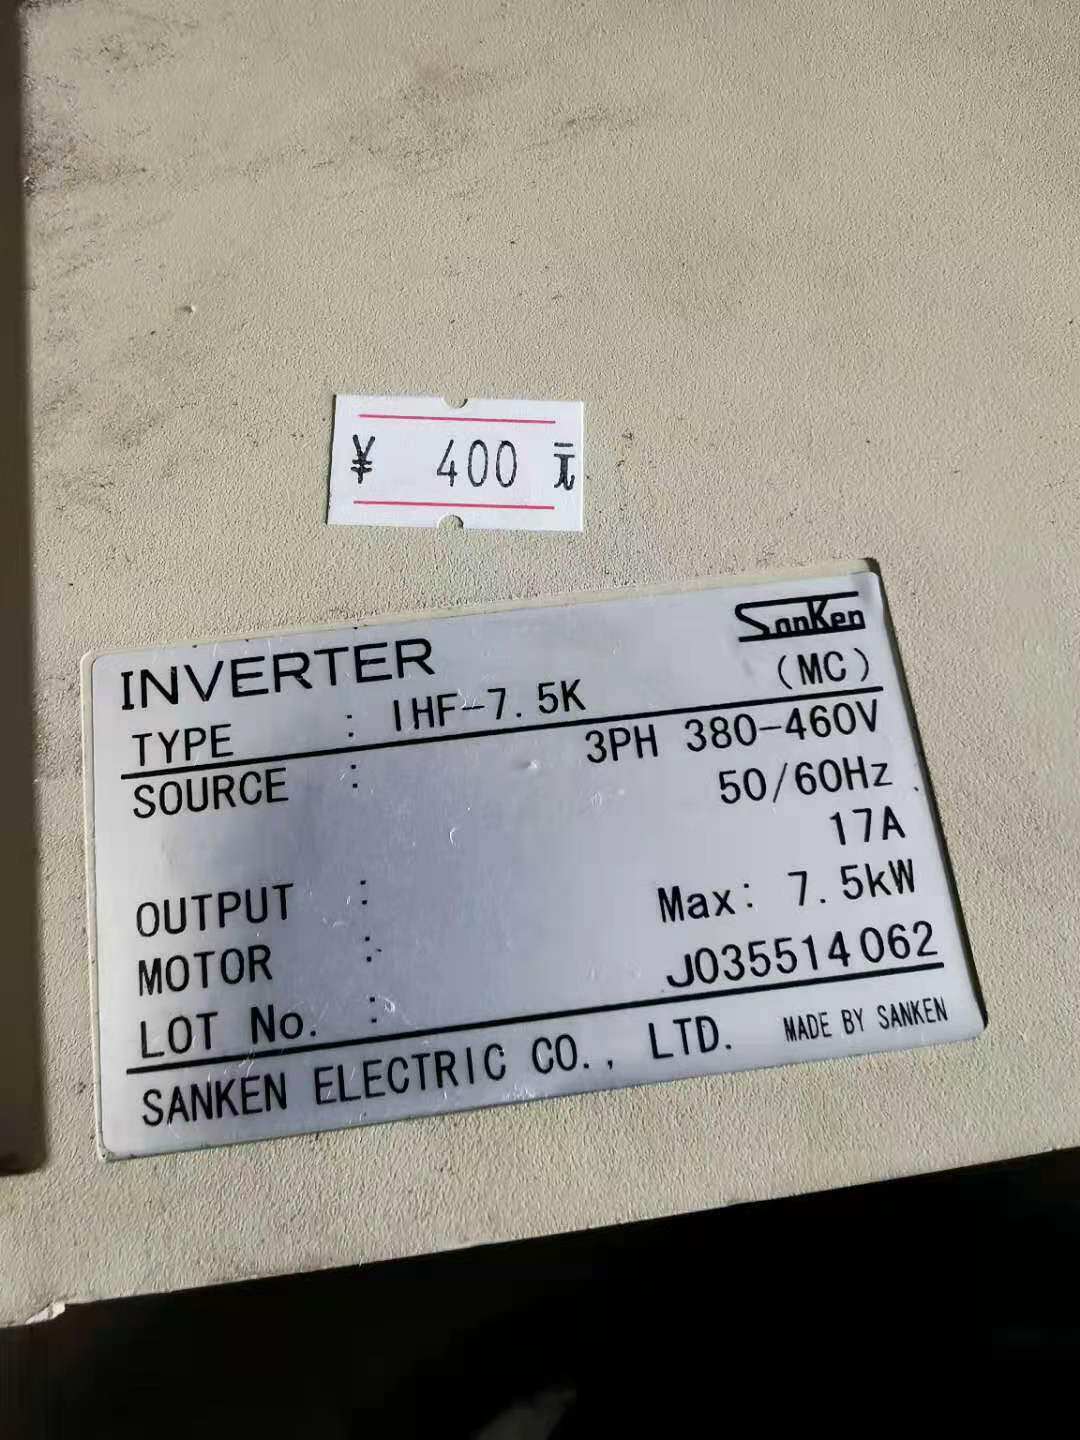 ¥ 400 元
INVERTER SanKen
TYPE : IHF-7.5K (MC)
SOURCE : 3PH 380-460V
50/60Hz
OUTPUT : 17A
MOTOR : Max: 7.5kW
LOT No. : J035514062
SANKEN ELECTRIC CO., LTD. MADE BY SANKEN